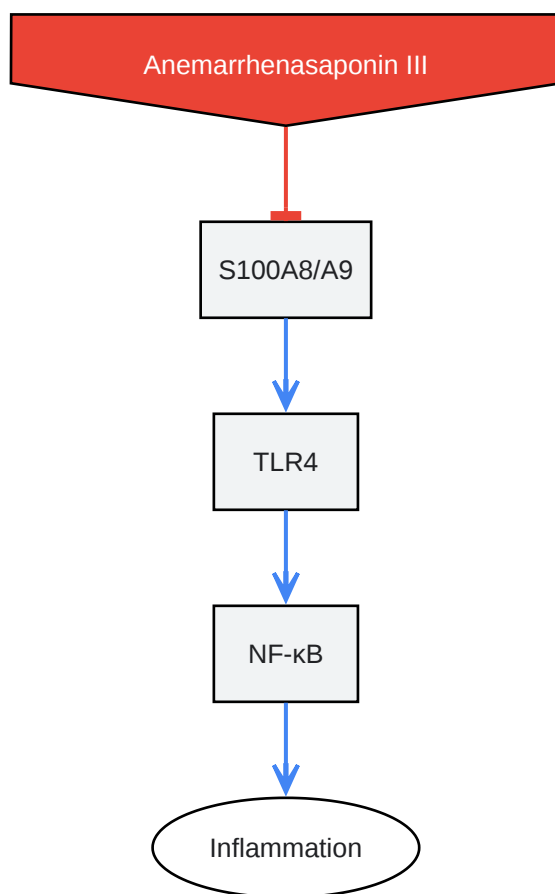 Anemarrhenasaponin III
S100A8/A9
TLR4
NF-κB
Inflammation